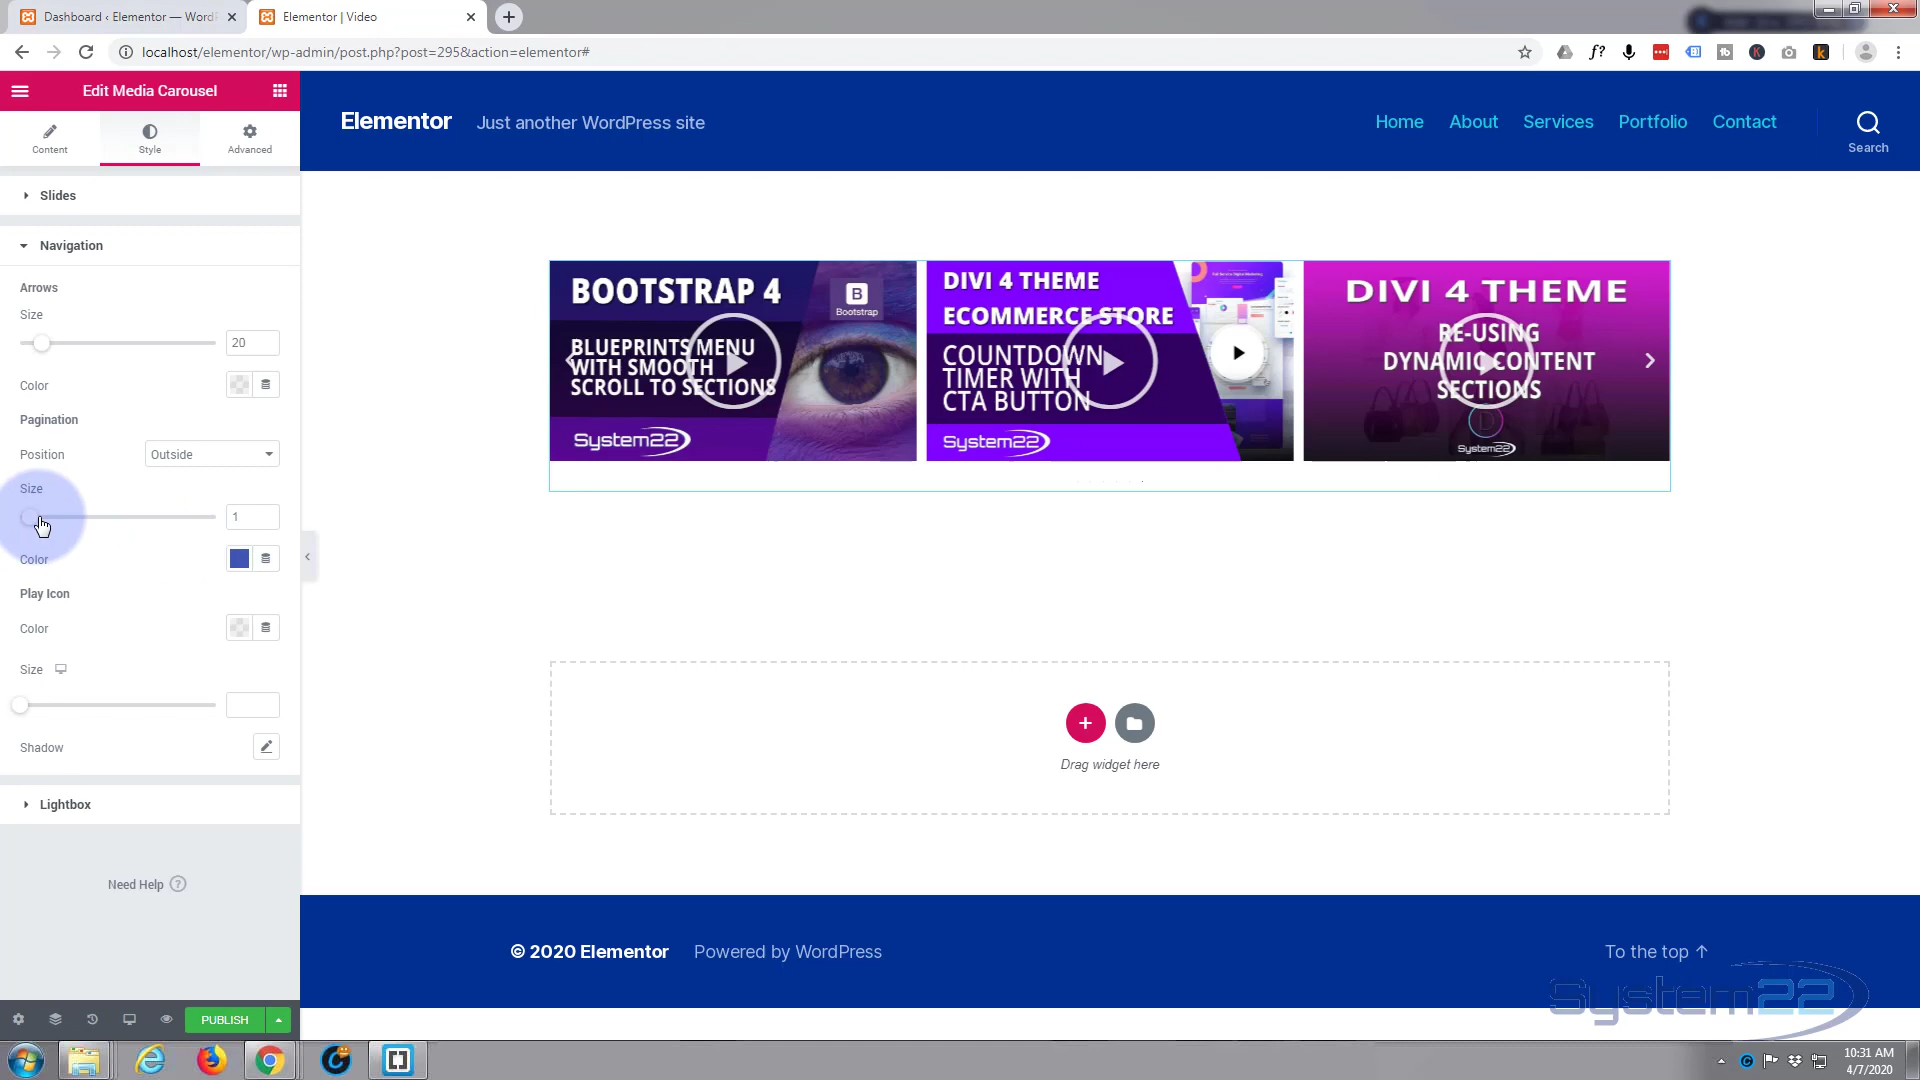 Dashboard ‹ Elementor — WordP
Elementor | Video
localhost/elementor/wp-admin/post.php?post=295&action=elementor#
Edit Media Carousel
Content
Style
Advanced
Slides
Navigation
Arrows
Size
20
Color
Pagination
Position
Outside
Size
1
Color
Play Icon
Color
Size
Shadow
Lightbox
Need Help ?
PUBLISH
Elementor
Just another WordPress site
Home
About
Services
Portfolio
Contact
Search
BOOTSTRAP 4
B
Bootstrap
BLUEPRINTS MENU
WITH SMOOTH
SCROLL TO SECTIONS
System22
DIVI 4 THEME
ECOMMERCE STORE
COUNTDOWN
TIMER WITH
CTA BUTTON
System22
DIVI 4 THEME
RE-USING
DYNAMIC CONTENT
SECTIONS
D
System22
Drag widget here
© 2020 Elementor
Powered by WordPress
To the top ↑
System22
10:31 AM
4/7/2020